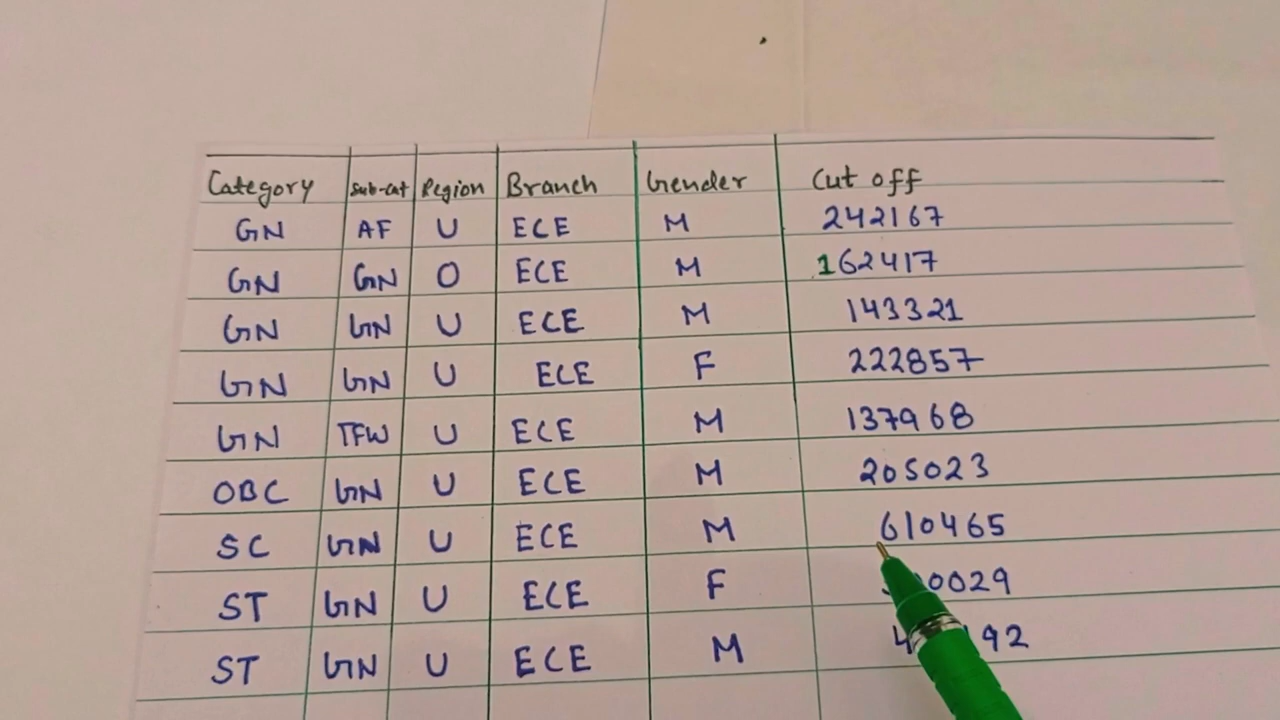 Category Sub-cat Region Branch Gender Cut off
GN AF U ECE M 242167
GN GN O ECE M 162417
GN GN U ECE M 143321
GN GN U ECE F 222857
GN TFW U ECE M 137968
OBC GN U ECE M 205023
SC GN U ECE M 610465
ST GN U ECE F
ST GN U ECE M